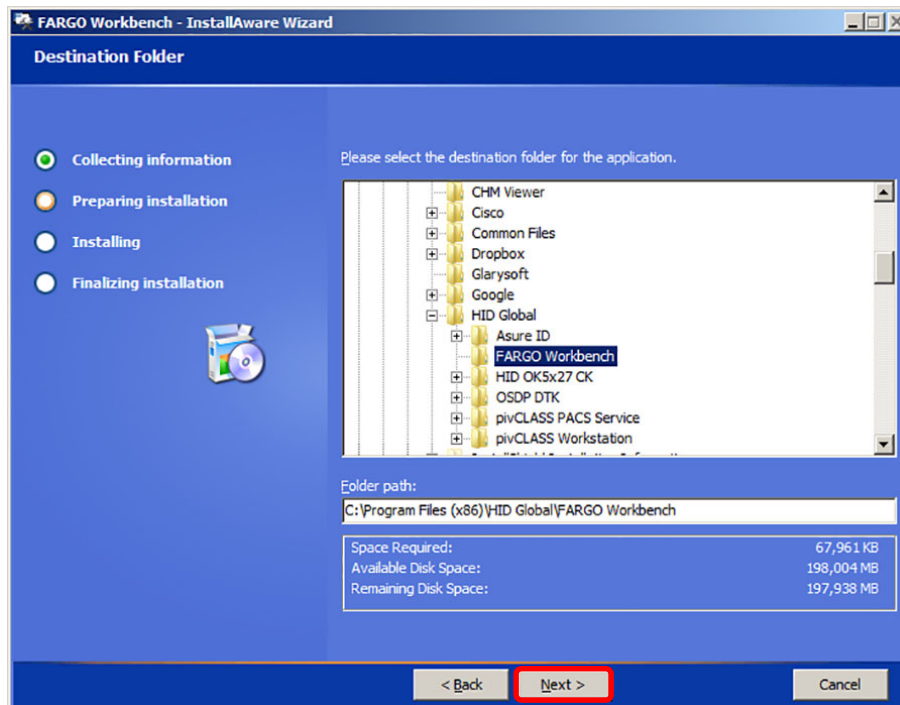 FARGO Workbench - InstallAware Wizard
Destination Folder
Collecting information
Preparing installation
Installing
Finalizing installation
Please select the destination folder for the application.
CHM Viewer
Cisco
Common Files
Dropbox
Glarysoft
Google
HID Global
Asure ID
FARGO Workbench
HID OK5x27 CK
OSDP DTK
pivCLASS PACS Service
pivCLASS Workstation
Folder path:
C:\Program Files (x86)\HID Global\FARGO Workbench
Space Required: 67,961 KB
Available Disk Space: 198,004 MB
Remaining Disk Space: 197,938 MB
< Back Next > Cancel